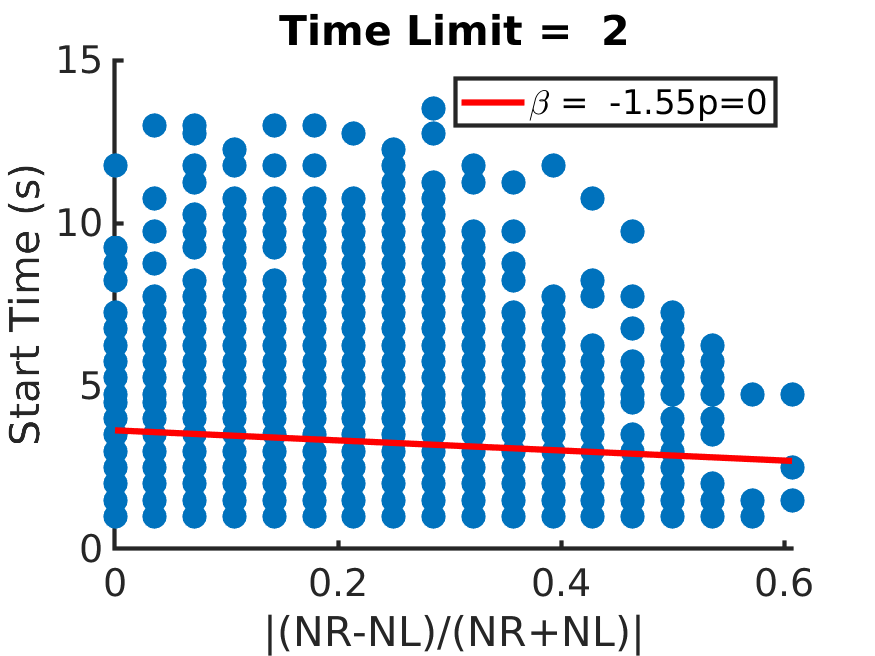 Time Limit =  2
15
β =  -1.55p=0
10
Start Time (s)
5
0
0 0.2 0.4 0.6
|(NR-NL)/(NR+NL)|